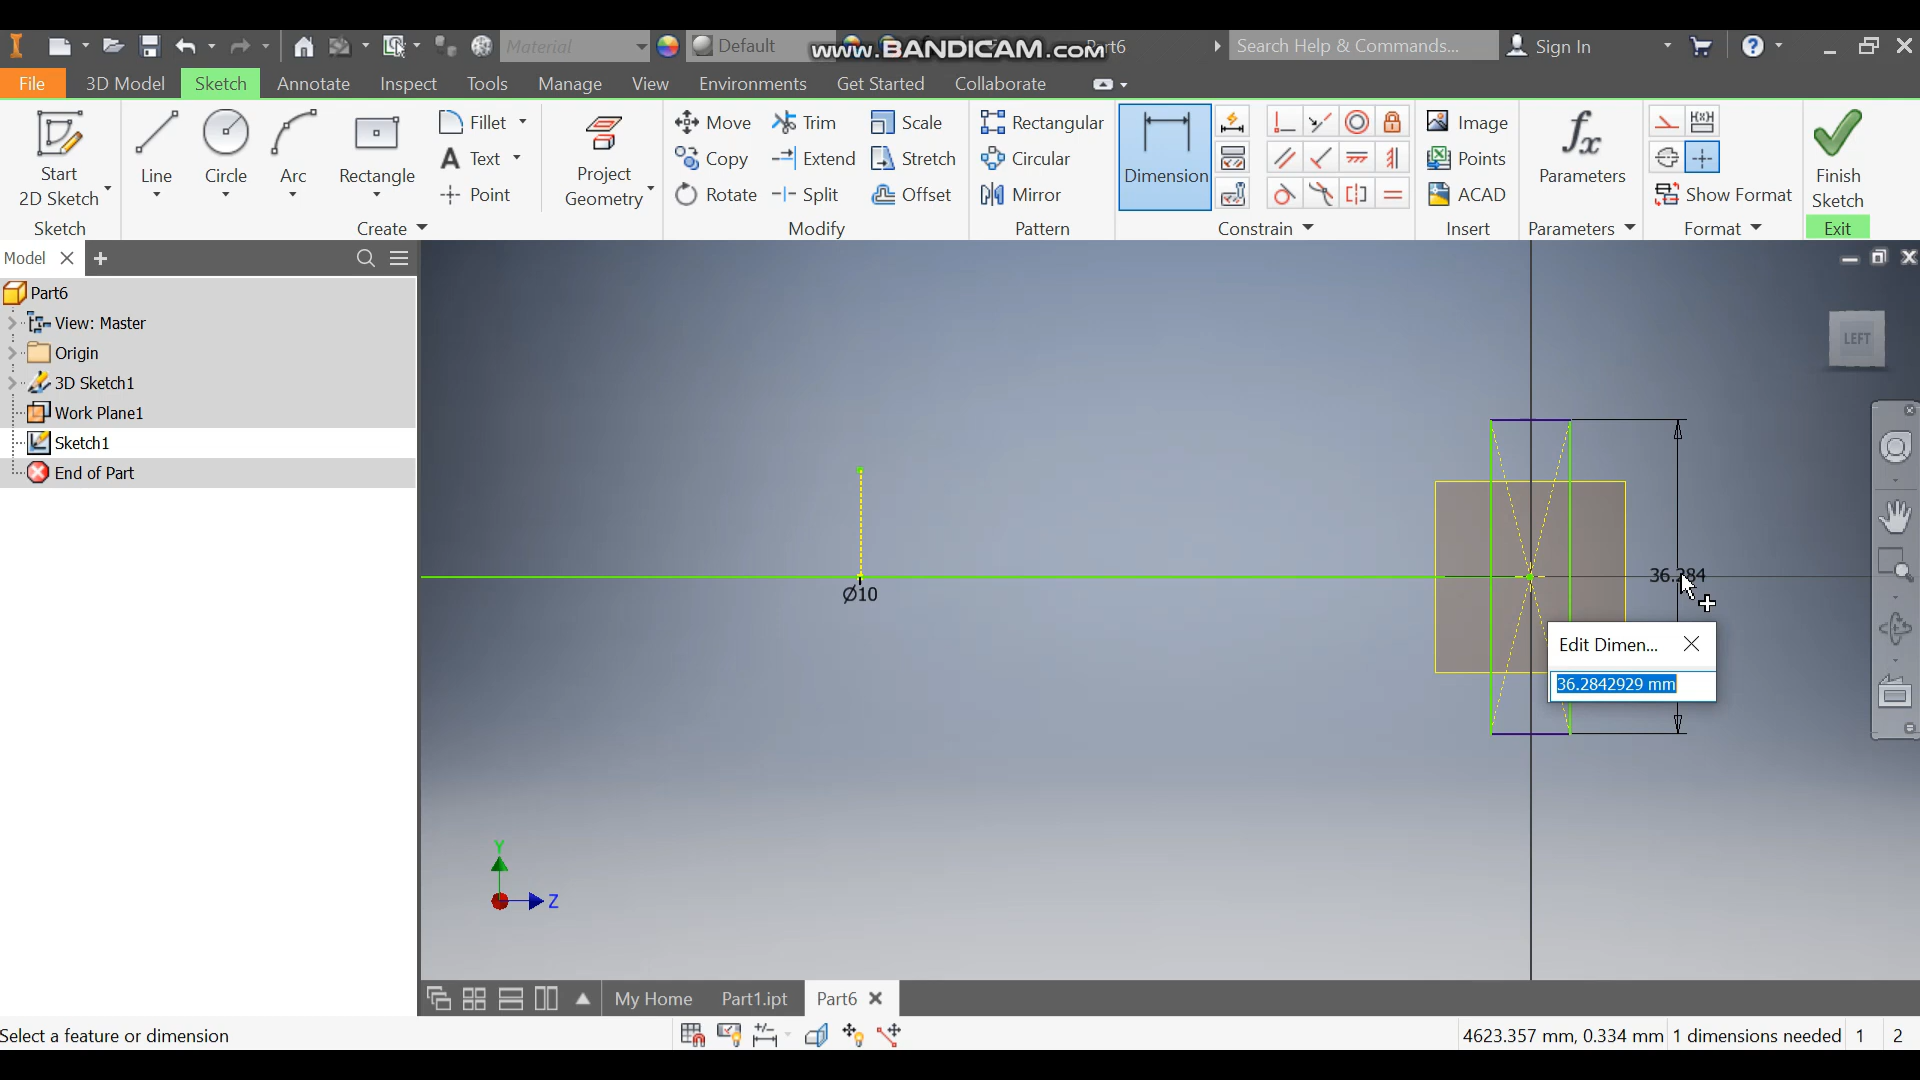 Material
Default
www.BANDICAM.com
Part6
Search Help & Commands...
Sign In
File
3D Model
Sketch
Annotate
Inspect
Tools
Manage
View
Environments
Get Started
Collaborate
Start
2D Sketch
Line
Circle
Arc
Rectangle
Fillet
Text
Point
Project
Geometry
Move
Copy
Rotate
Trim
Extend
Split
Scale
Stretch
Offset
Rectangular
Circular
Mirror
Dimension
Image
Points
ACAD
fx
Parameters
Show Format
Finish
Sketch
Sketch
Create
Modify
Pattern
Constrain
Insert
Parameters
Format
Exit
Model
Part6
View: Master
Origin
3D Sketch1
Work Plane1
Sketch1
End of Part
LEFT
Ø10
36.284
Edit Dimen...
36.2842929 mm
Y
Z
My Home
Part1.ipt
Part6
Select a feature or dimension
4623.357 mm, 0.334 mm
1 dimensions needed
1
2